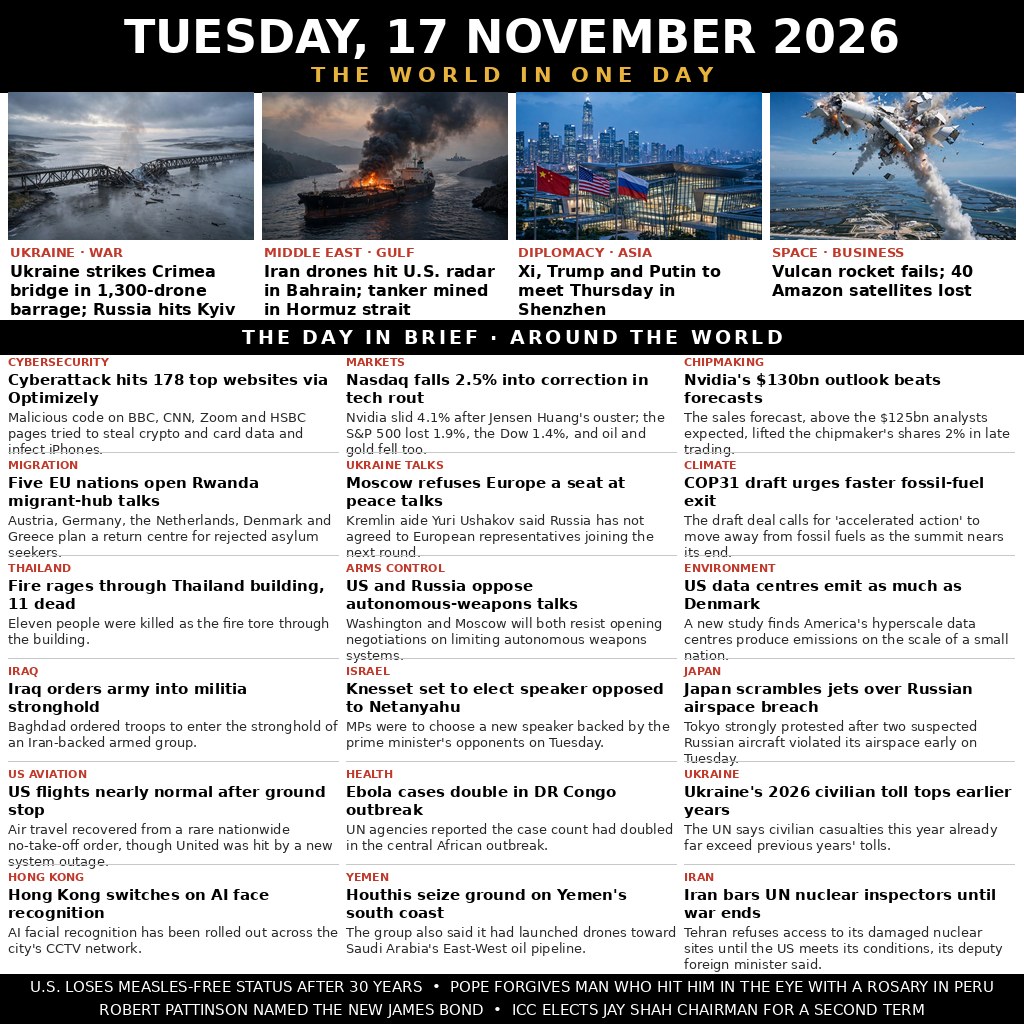 TUESDAY, 17 NOVEMBER 2026
THE WORLD IN ONE DAY
UKRAINE · WAR
Ukraine strikes Crimea
bridge in 1,300-drone
barrage; Russia hits Kyiv
MIDDLE EAST · GULF
Iran drones hit U.S. radar
in Bahrain; tanker mined
in Hormuz strait
DIPLOMACY · ASIA
Xi, Trump and Putin to
meet Thursday in
Shenzhen
SPACE · BUSINESS
Vulcan rocket fails; 40
Amazon satellites lost
THE DAY IN BRIEF · AROUND THE WORLD
CYBERSECURITY
Cyberattack hits 178 top websites via
Optimizely
Malicious code on BBC, CNN, Zoom and HSBC
pages tried to steal crypto and card data and
infect iPhones.
MARKETS
Nasdaq falls 2.5% into correction in
tech rout
Nvidia slid 4.1% after Jensen Huang's ouster; the
S&P 500 lost 1.9%, the Dow 1.4%, and oil and
gold fell too.
CHIPMAKING
Nvidia's $130bn outlook beats
forecasts
The sales forecast, above the $125bn analysts
expected, lifted the chipmaker's shares 2% in late
trading.
MIGRATION
Five EU nations open Rwanda
migrant-hub talks
Austria, Germany, the Netherlands, Denmark and
Greece plan a return centre for rejected asylum
seekers.
UKRAINE TALKS
Moscow refuses Europe a seat at
peace talks
Kremlin aide Yuri Ushakov said Russia has not
agreed to European representatives joining the
next round.
CLIMATE
COP31 draft urges faster fossil-fuel
exit
The draft deal calls for 'accelerated action' to
move away from fossil fuels as the summit nears
its end.
THAILAND
Fire rages through Thailand building,
11 dead
Eleven people were killed as the fire tore through
the building.
ARMS CONTROL
US and Russia oppose
autonomous-weapons talks
Washington and Moscow will both resist opening
negotiations on limiting autonomous weapons
systems.
ENVIRONMENT
US data centres emit as much as
Denmark
A new study finds America's hyperscale data
centres produce emissions on the scale of a small
nation.
IRAQ
Iraq orders army into militia
stronghold
Baghdad ordered troops to enter the stronghold of
an Iran-backed armed group.
ISRAEL
Knesset set to elect speaker opposed
to Netanyahu
MPs were to choose a new speaker backed by the
prime minister's opponents on Tuesday.
JAPAN
Japan scrambles jets over Russian
airspace breach
Tokyo strongly protested after two suspected
Russian aircraft violated its airspace early on
Tuesday.
US AVIATION
US flights nearly normal after ground
stop
Air travel recovered from a rare nationwide
no-take-off order, though United was hit by a new
system outage.
HEALTH
Ebola cases double in DR Congo
outbreak
UN agencies reported the case count had doubled
in the central African outbreak.
UKRAINE
Ukraine's 2026 civilian toll tops earlier
years
The UN says civilian casualties this year already
far exceed previous years' tolls.
HONG KONG
Hong Kong switches on AI face
recognition
AI facial recognition has been rolled out across the
city's CCTV network.
YEMEN
Houthis seize ground on Yemen's
south coast
The group also said it had launched drones toward
Saudi Arabia's East-West oil pipeline.
IRAN
Iran bars UN nuclear inspectors until
war ends
Tehran refuses access to its damaged nuclear
sites until the US meets its conditions, its deputy
foreign minister said.
U.S. LOSES MEASLES-FREE STATUS AFTER 30 YEARS • POPE FORGIVES MAN WHO HIT HIM IN THE EYE WITH A ROSARY IN PERU
ROBERT PATTINSON NAMED THE NEW JAMES BOND • ICC ELECTS JAY SHAH CHAIRMAN FOR A SECOND TERM